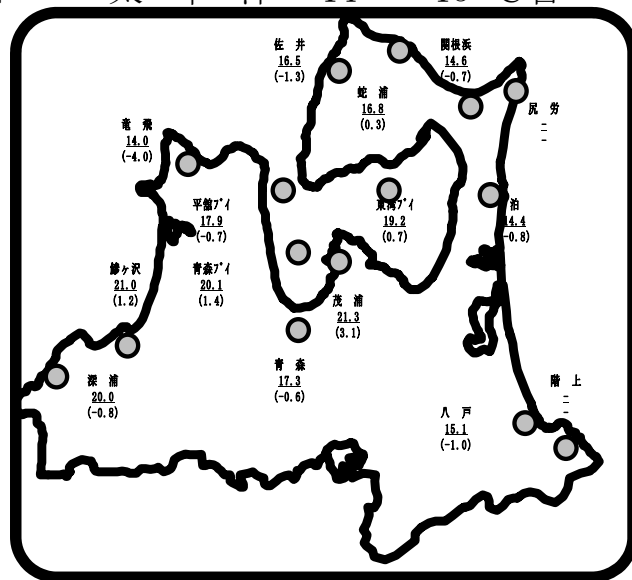 佐 井
16.5
(-1.3)
関根浜
14.6
(-0.7)
蛇 浦
16.8
(0.3)
尻 労
--
-
竜 飛
14.0
(-4.0)
平舘ﾌﾞｲ
17.9
(-0.7)
東湾ﾌﾞｲ
19.2
(0.7)
泊
14.4
-0.8)
鰺ヶ沢
21.0
(1.2)
青森ﾌﾞｲ
20.1
(1.4)
茂 浦
21.3
(3.1)
青 森
17.3
(-0.6)
深 浦
20.0
(-0.8)
八 戸
15.1
(-1.0)
階 上
--
-